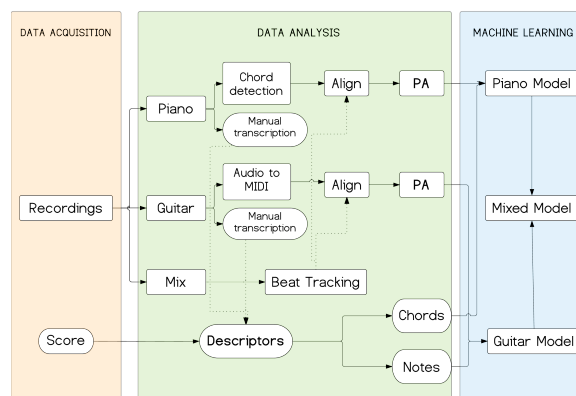 DATA ACQUISITION
DATA ANALYSIS
MACHINE LEARNING
Chord
detection
Align
PA
Piano Model
Piano
Manual
transcription
Audio to
MIDI
Align
PA
Recordings
Guitar
Mixed Model
Manual
transcription
Mix
Beat Tracking
Chords
Score
Descriptors
Guitar Model
Notes